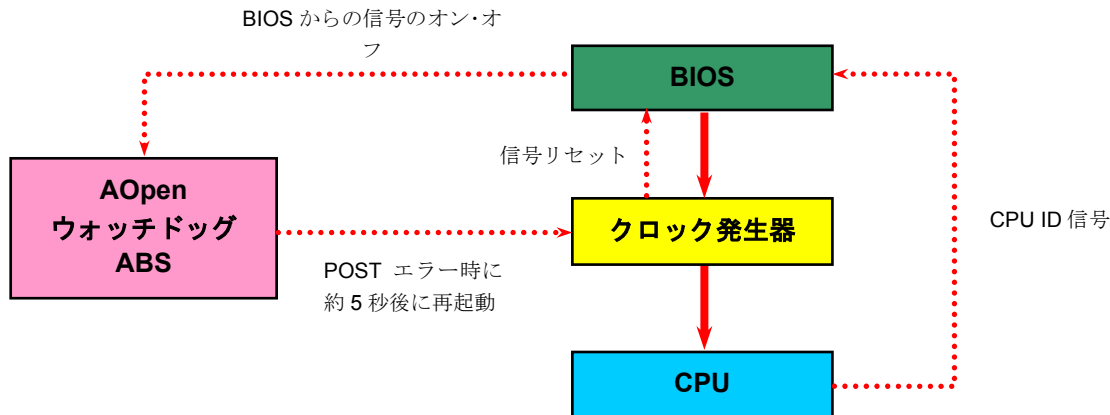 BIOS からの信号のオン・オ
フ
BIOS
信号リセット
AOpen
ウォッチドッグ
ABS
クロック発生器
CPU ID 信号
POST エラー時に
約 5 秒後に再起動
CPU